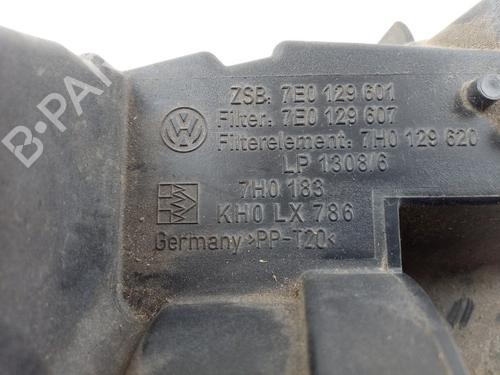 ZSB: 7E0 129 601
Filter: 7E0 129 607
Filterelement: 7H0 129 620
LP 1308/6
7H0 183
KH0 LX 786
Germany >PP-T20<
B-PARTS